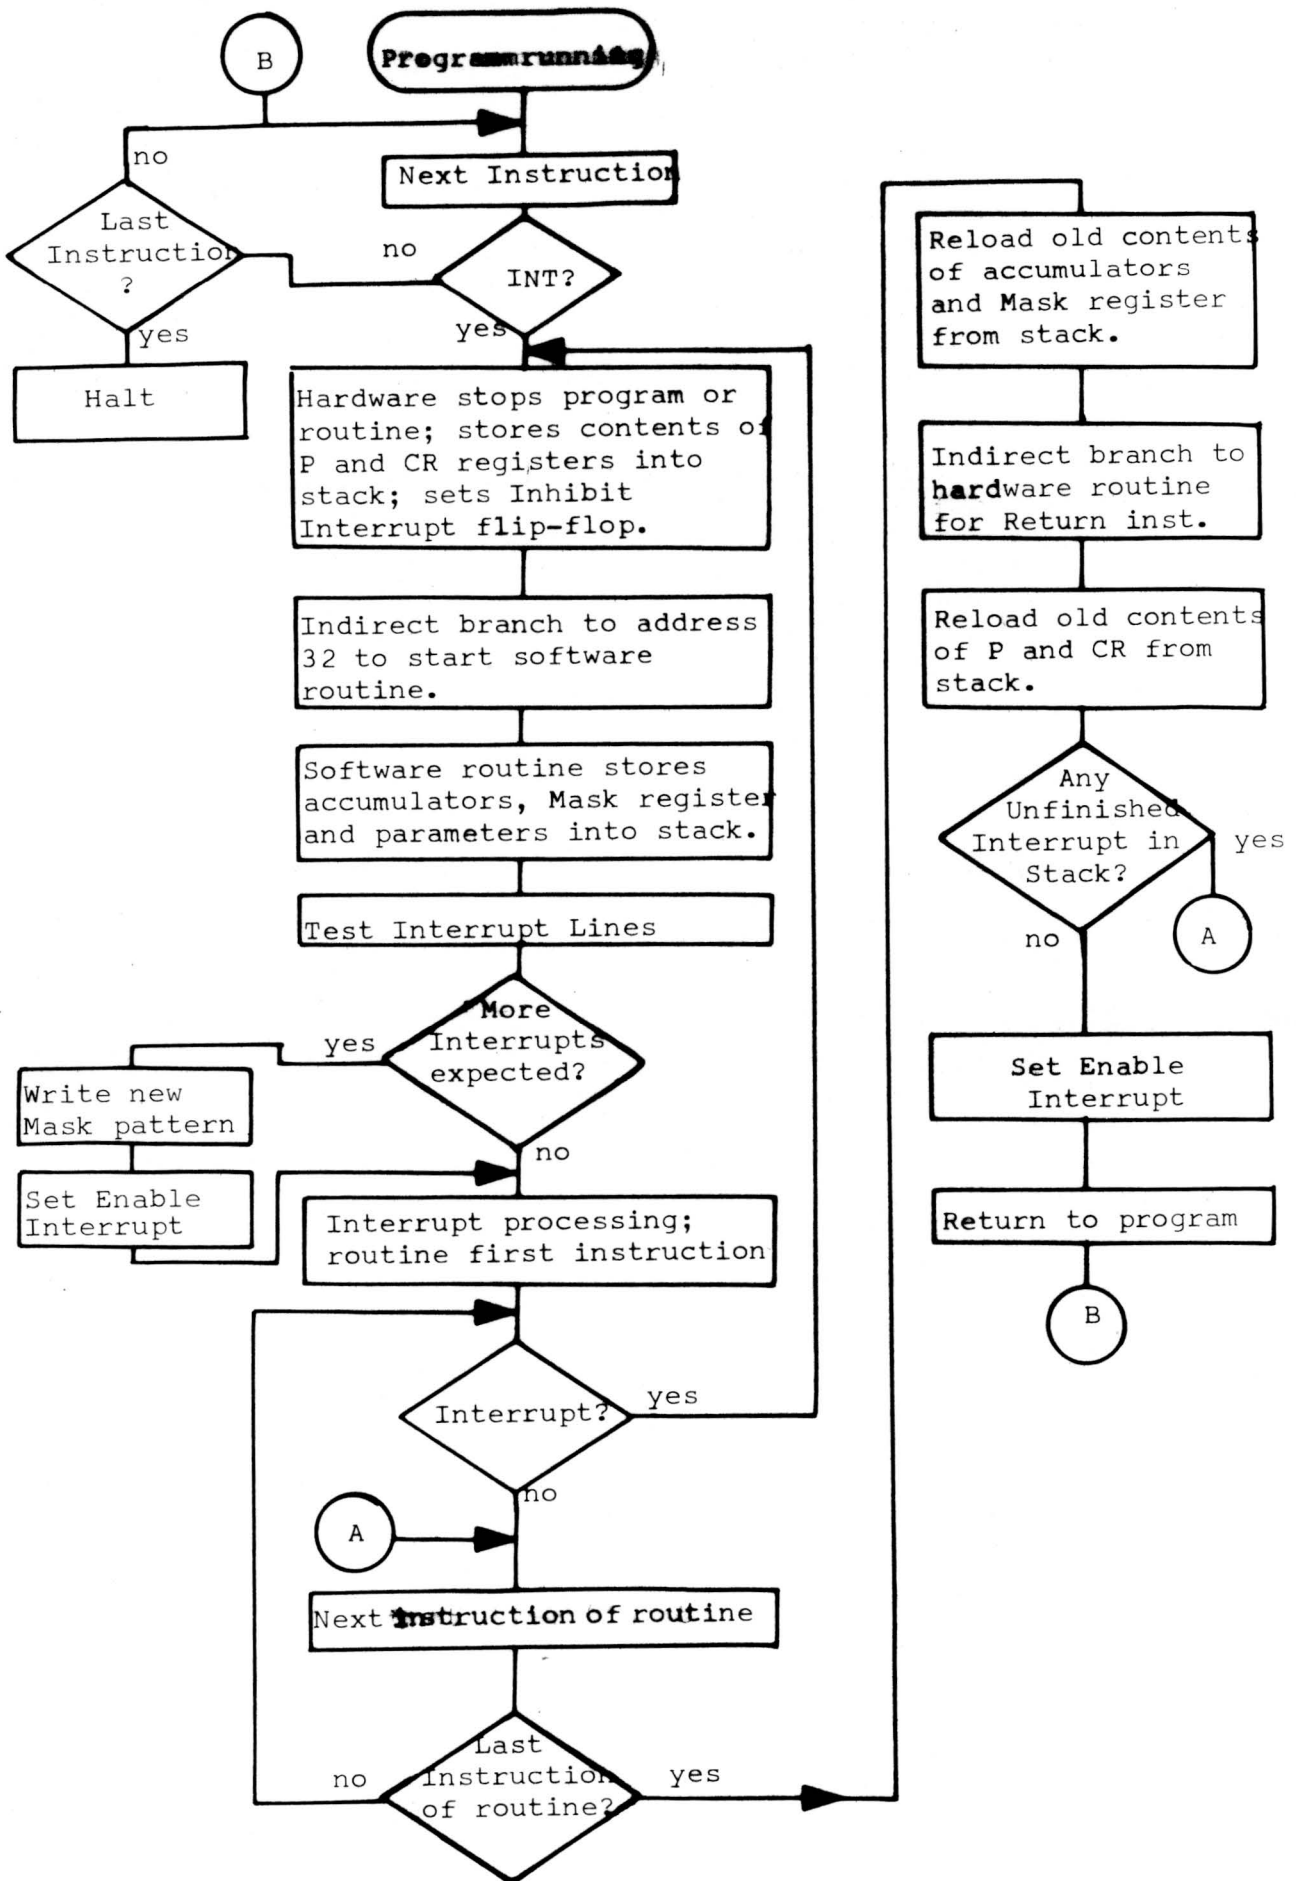 B
Program running
no
Next Instruction
Last
Instruction
?
no
INT?
yes
yes
Halt
Hardware stops program or
routine; stores contents of
P and CR registers into
stack; sets Inhibit
Interrupt flip-flop.
Indirect branch to address
32 to start software
routine.
Software routine stores
accumulators, Mask register
and parameters into stack.
Test Interrupt Lines
More
Interrupts
expected?
yes
Write new
Mask pattern
Set Enable
Interrupt
no
Interrupt processing;
routine first instruction
Interrupt?
yes
no
A
Next instruction of routine
Last
Instruction
of routine?
no
yes
Reload old contents
of accumulators
and Mask register
from stack.
Indirect branch to
hardware routine
for Return inst.
Reload old contents
of P and CR from
stack.
Any
Unfinished
Interrupt in
Stack?
yes
A
no
Set Enable
Interrupt
Return to program
B